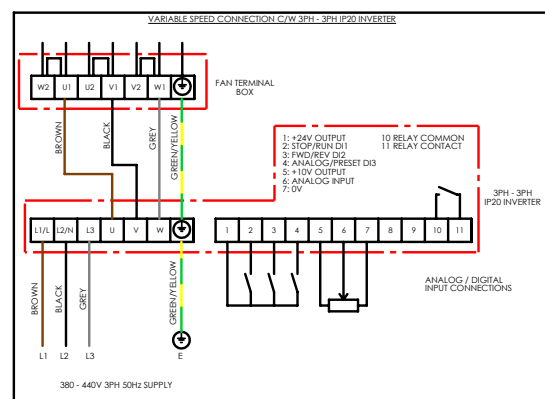 VARIABLE SPEED CONNECTION C/W 3PH - 3PH IP20 INVERTER
W2 U1 U2 V1 V2 W1
FAN TERMINAL
BOX
BROWN
BLACK
GREY
GREEN/YELLOW
1: +24V OUTPUT
2: STOP/RUN DI1
3: FWD/REV DI2
4: ANALOG/PRESET DI3
5: +10V OUTPUT
6: ANALOG INPUT
7: 0V
10 RELAY COMMON
11 RELAY CONTACT
3PH - 3PH
IP20 INVERTER
L1/L L2/N L3 U V W
1 2 3 4 5 6 7 8 9 10 11
BROWN
BLACK
GREY
GREEN/YELLOW
ANALOG / DIGITAL
INPUT CONNECTIONS
L1 L2 L3 E
380 - 440V 3PH 50Hz SUPPLY